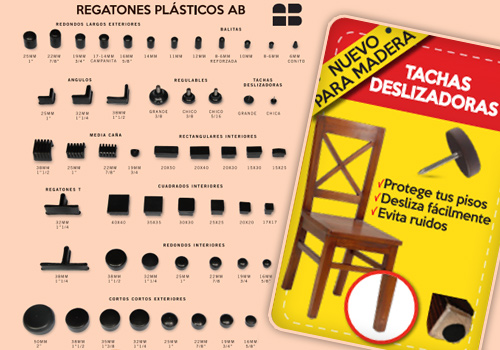 REGATONES PLÁSTICOS AB
AB
REDONDOS LARGOS EXTERIORES
BALITAS
25MM 22MM 19MM 17-14MM 16MM 14MM 11MM 12MM 8-6MM 10MM 8-6MM 6MM
1" 7/8" 3/4" CAMPANITA 5/8" REFORZADA CONITO
ANGULOS
REGULABLES
TACHAS
DESLIZADORAS
25MM 32MM 38MM GRANDE CHICO CHICO GRANDE CHICA
1" 1"1/4 1"1/2 3/8 3/8 5/16
MEDIA CAÑA
RECTANGULARES INTERIORES
38MM 25MM 22MM 19MM 20X50 20X40 20X30 15X30 15X25
1"1/2 1" 7/8" 3/4
REGATONES T
CUADRADOS INTERIORES
32MM 40X40 35X35 30X30 25X25 20X20 17X17
1"1/4
REDONDOS INTERIORES
38MM 32MM 25MM 22MM 19MM 16MM
1"1/2 1"1/4 1" 7/8" 3/4 5/8"
CORTOS CORTOS EXTERIORES
50MM 38MM 32MM 25MM 22MM 19MM 16MM
2" 1"1/2 1"1/4 1" 7/8" 3/4" 5/8"
NUEVO
PARA MADERA
TACHAS
DESLIZADORAS
Protege tus pisos
Desliza fácilmente
Evita ruidos